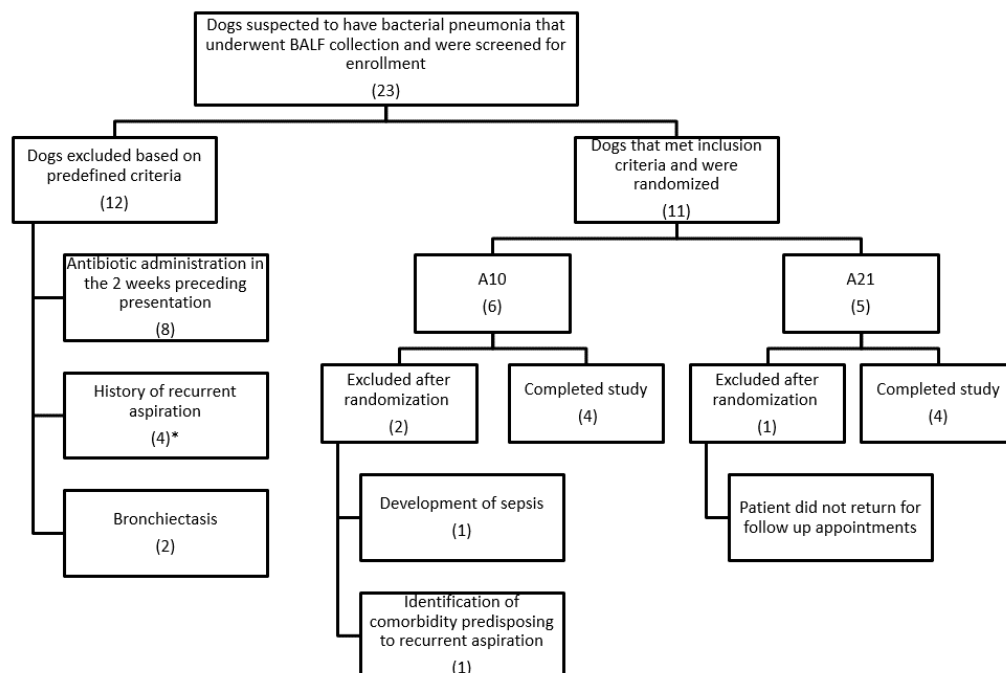 Dogs suspected to have bacterial pneumonia that
underwent BALF collection and were screened for
enrollment
(23)
Dogs excluded based on
predefined criteria
(12)
Dogs that met inclusion
criteria and were
randomized
(11)
Antibiotic administration in
the 2 weeks preceding
presentation
(8)
History of recurrent
aspiration
(4)*
Bronchiectasis
(2)
A10
(6)
A21
(5)
Excluded after
randomization
(2)
Completed study
(4)
Excluded after
randomization
(1)
Completed study
(4)
Development of sepsis
(1)
Identification of
comorbidity predisposing
to recurrent aspiration
(1)
Patient did not return for
follow up appointments